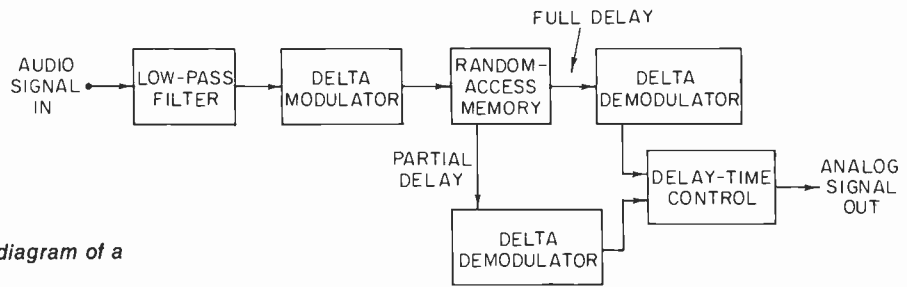 FULL DELAY
AUDIO
SIGNAL
IN
LOW-PASS
FILTER
DELTA
MODULATOR
RANDOM-
ACCESS
MEMORY
DELTA
DEMODULATOR
PARTIAL
DELAY
DELAY-TIME
CONTROL
ANALOG
SIGNAL
OUT
DELTA
DEMODULATOR
diagram of a